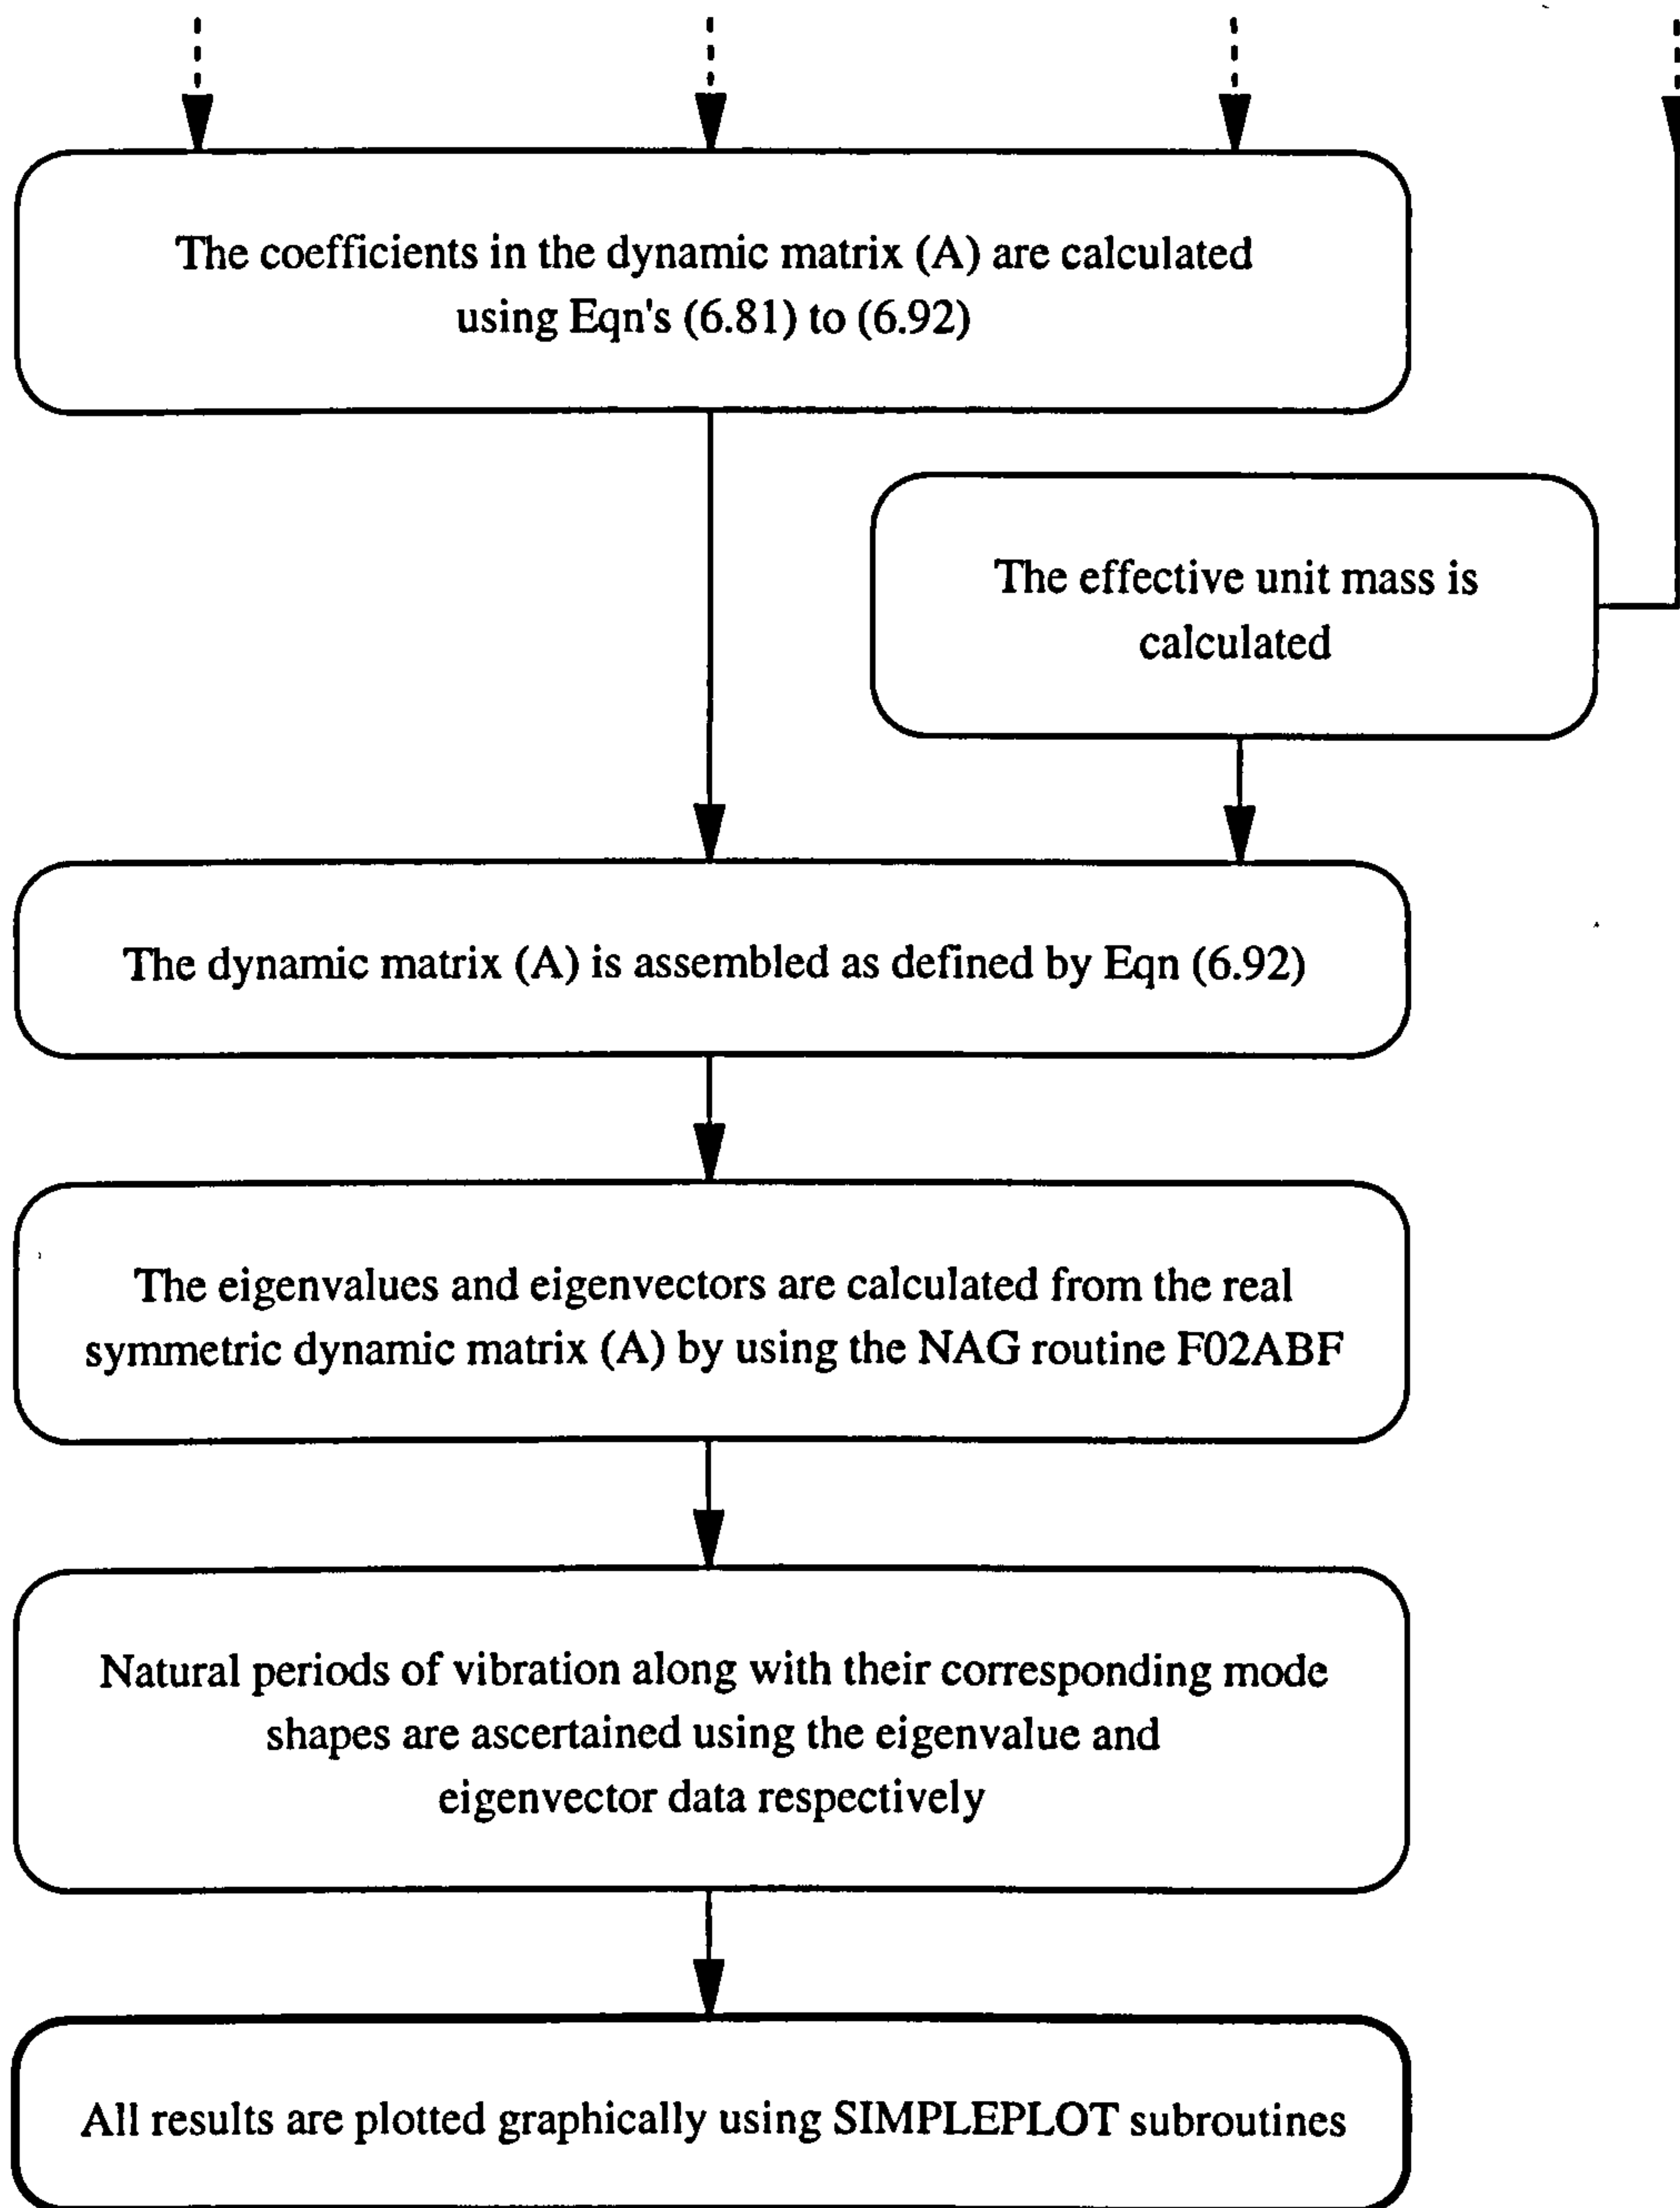 The coefficients in the dynamic matrix (A) are calculated
using Eqn's (6.81) to (6.92)
The effective unit mass is
calculated
The dynamic matrix (A) is assembled as defined by Eqn (6.92)
The eigenvalues and eigenvectors are calculated from the real
symmetric dynamic matrix (A) by using the NAG routine F02ABF
Natural periods of vibration along with their corresponding mode
shapes are ascertained using the eigenvalue and
eigenvector data respectively
All results are plotted graphically using SIMPLEPLOT subroutines